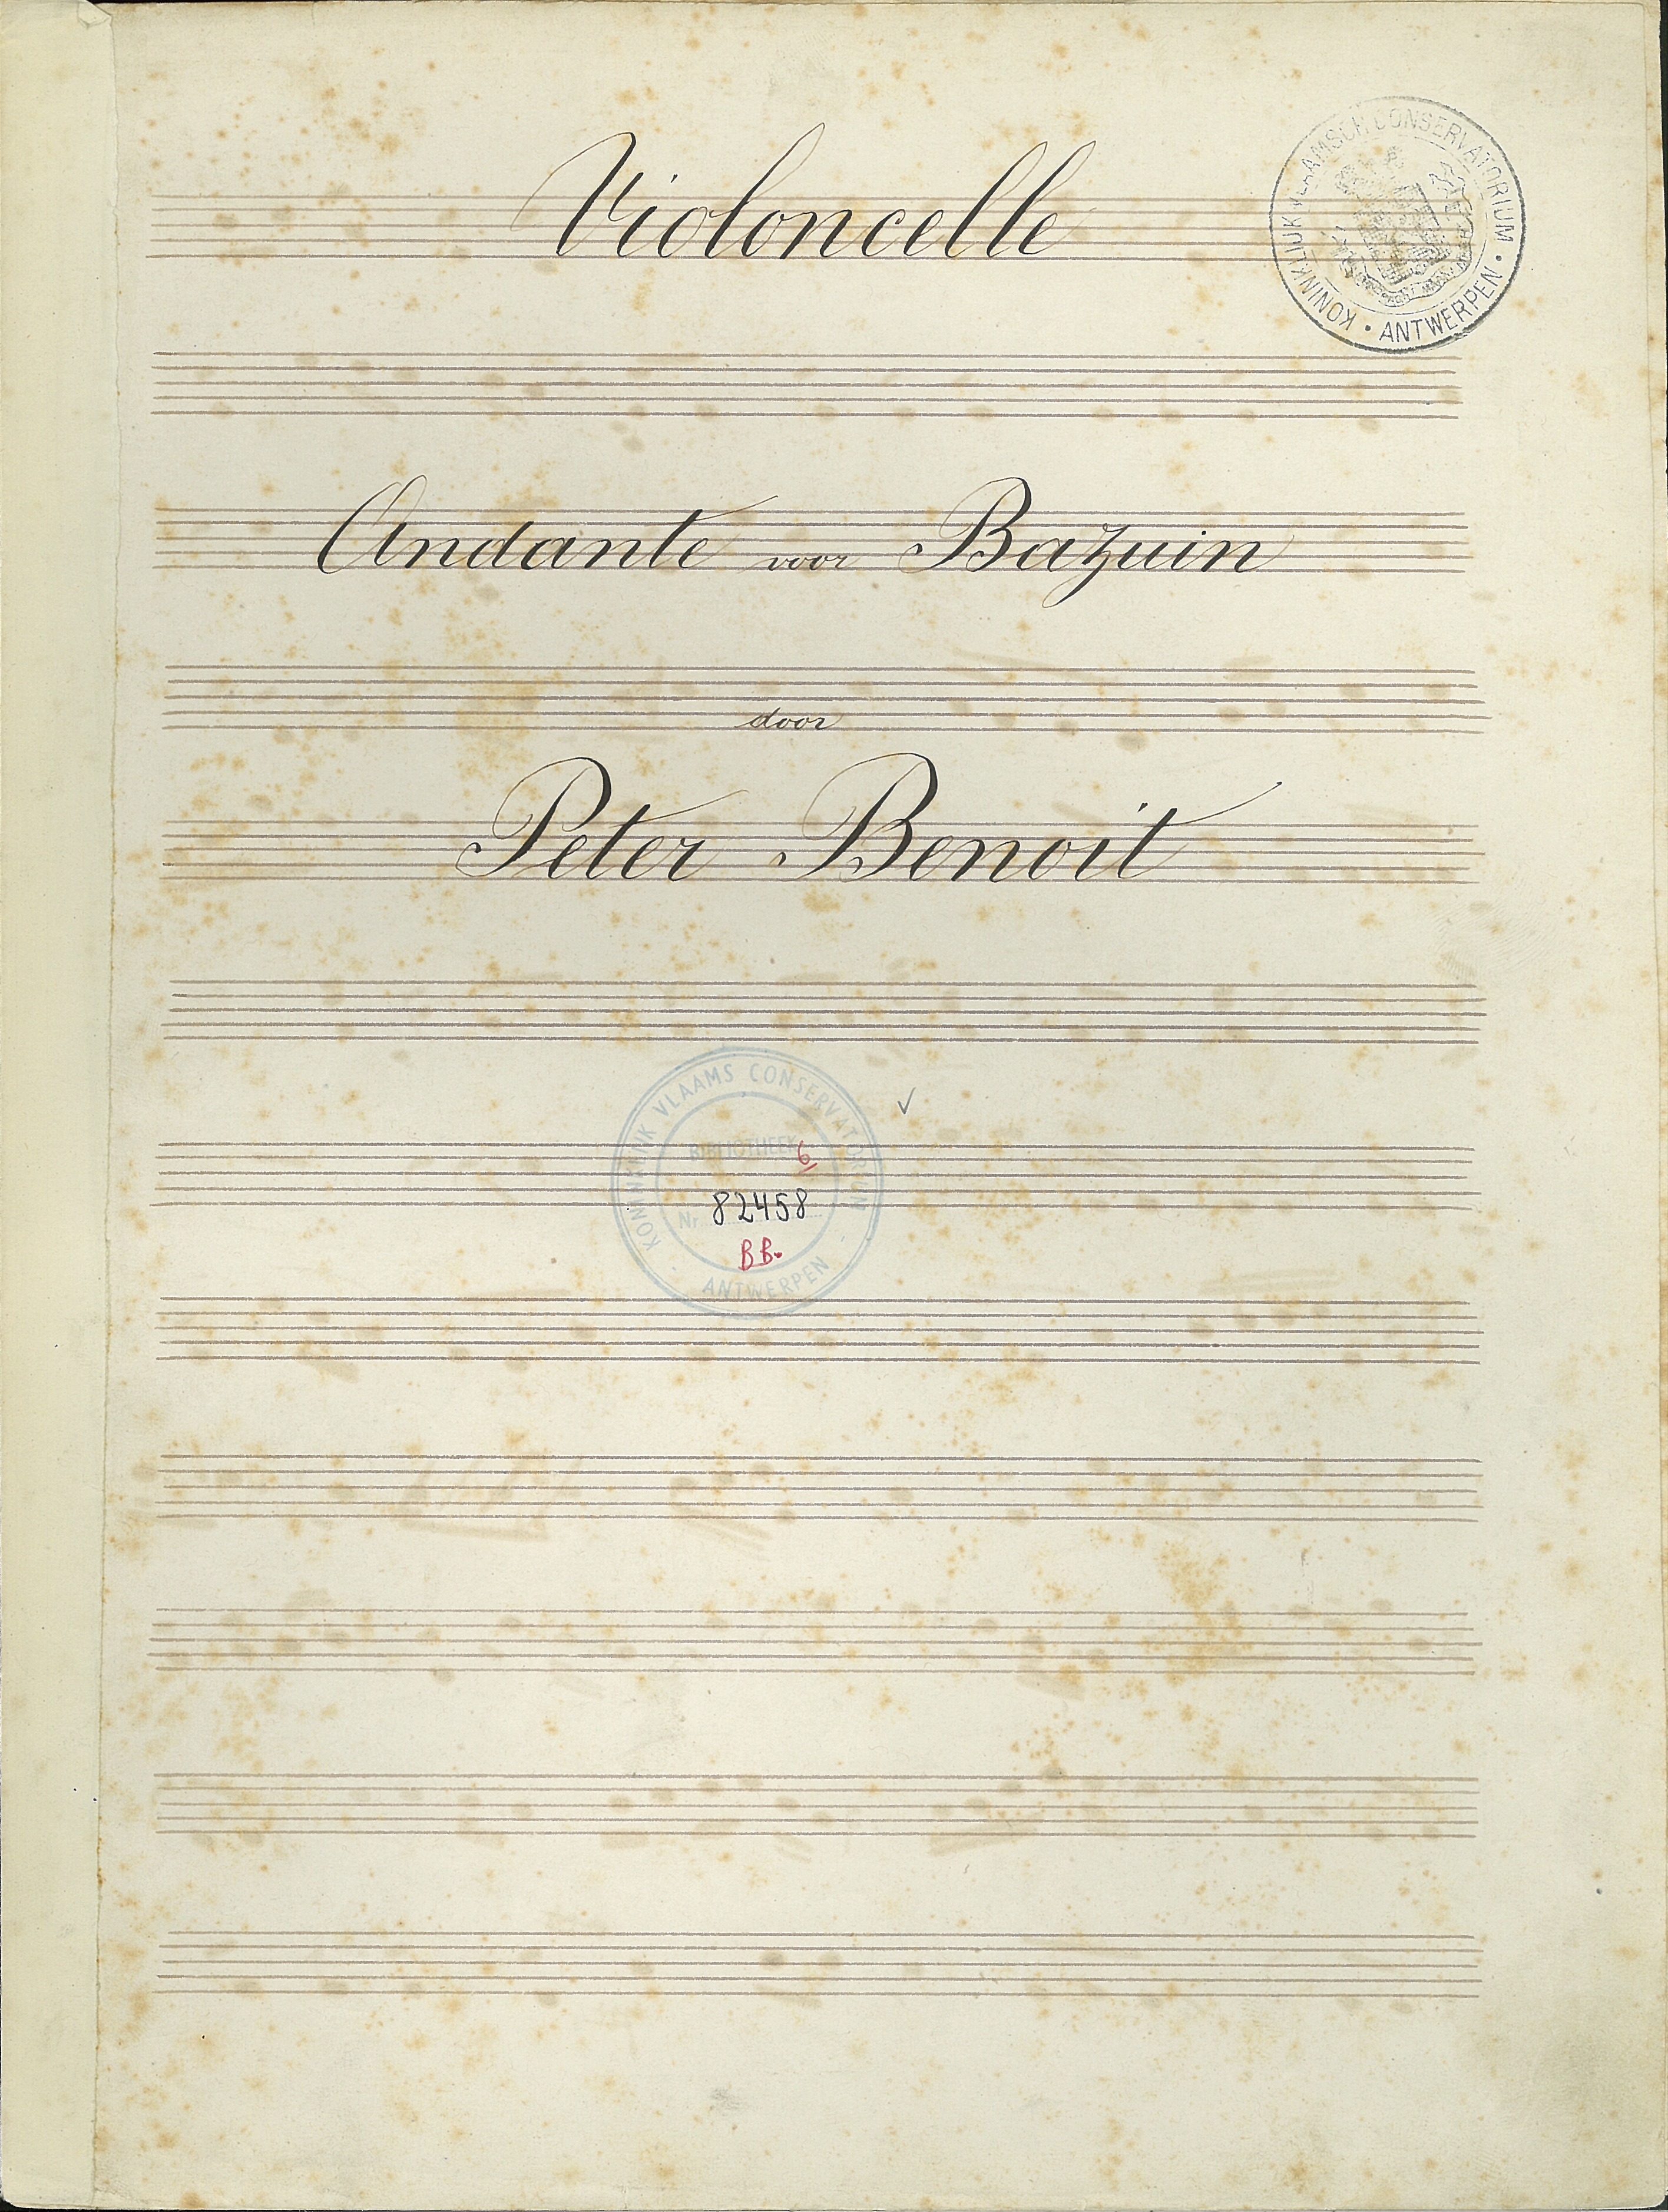 Violoncelle
KONINKLIJK VLAAMSCH CONSERVATORIUM • ANTWERPEN •
Andante voor Bazuin
door
Peter Benoit
KONINKLIJK VLAAMS CONSERVATORIUM - ANTWERPEN -
BIBLIOTHEEK 6
Nr 82458
BB.